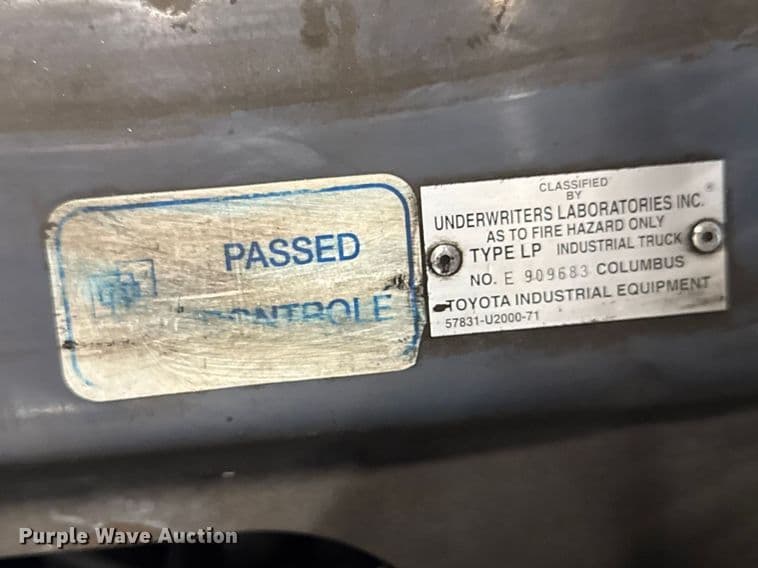 PASSED
CONTROLE
CLASSIFIED
BY
UNDERWRITERS LABORATORIES INC.®
AS TO FIRE HAZARD ONLY
TYPE LP INDUSTRIAL TRUCK
NO. E 909683 COLUMBUS
TOYOTA INDUSTRIAL EQUIPMENT
57831-U2000-71
Purple Wave Auction